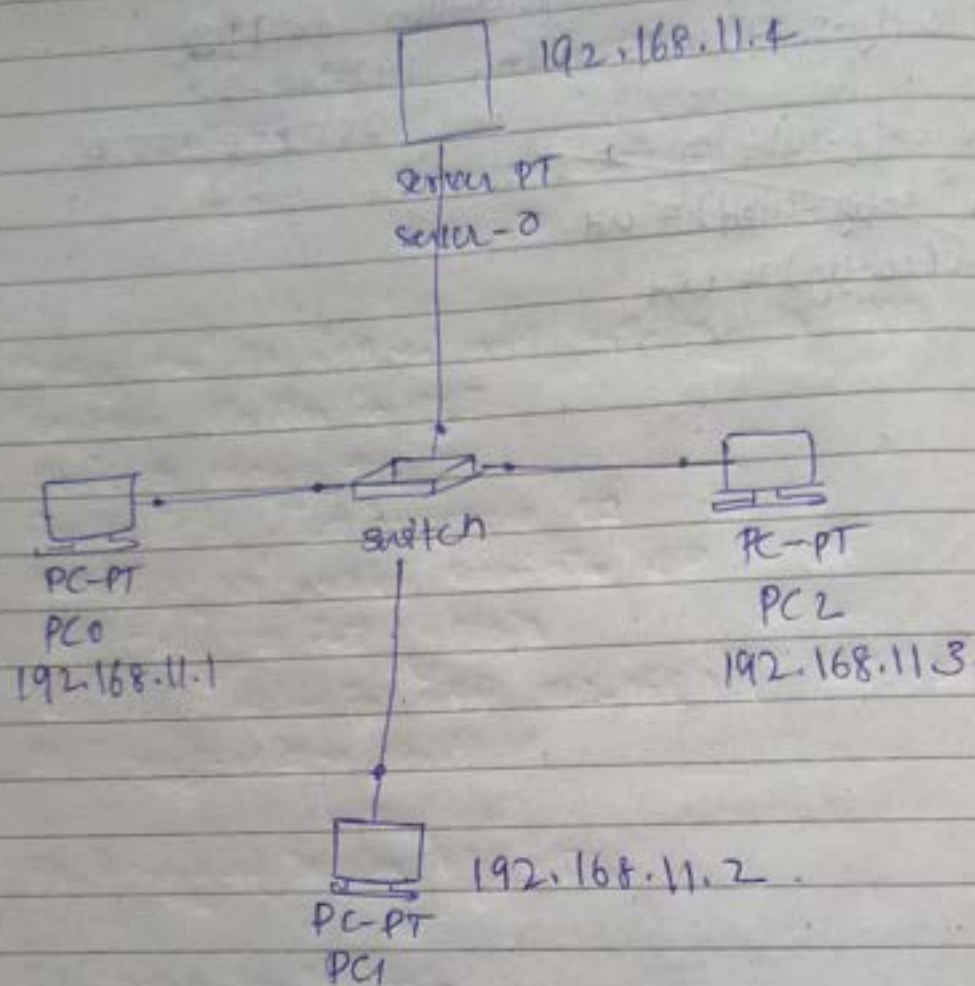 192.168.11.4
server PT
server-0
switch
PC-PT
PC0
192.168.11.1
PC-PT
PC2
192.168.11.3
192.168.11.2.
PC-PT
PC1